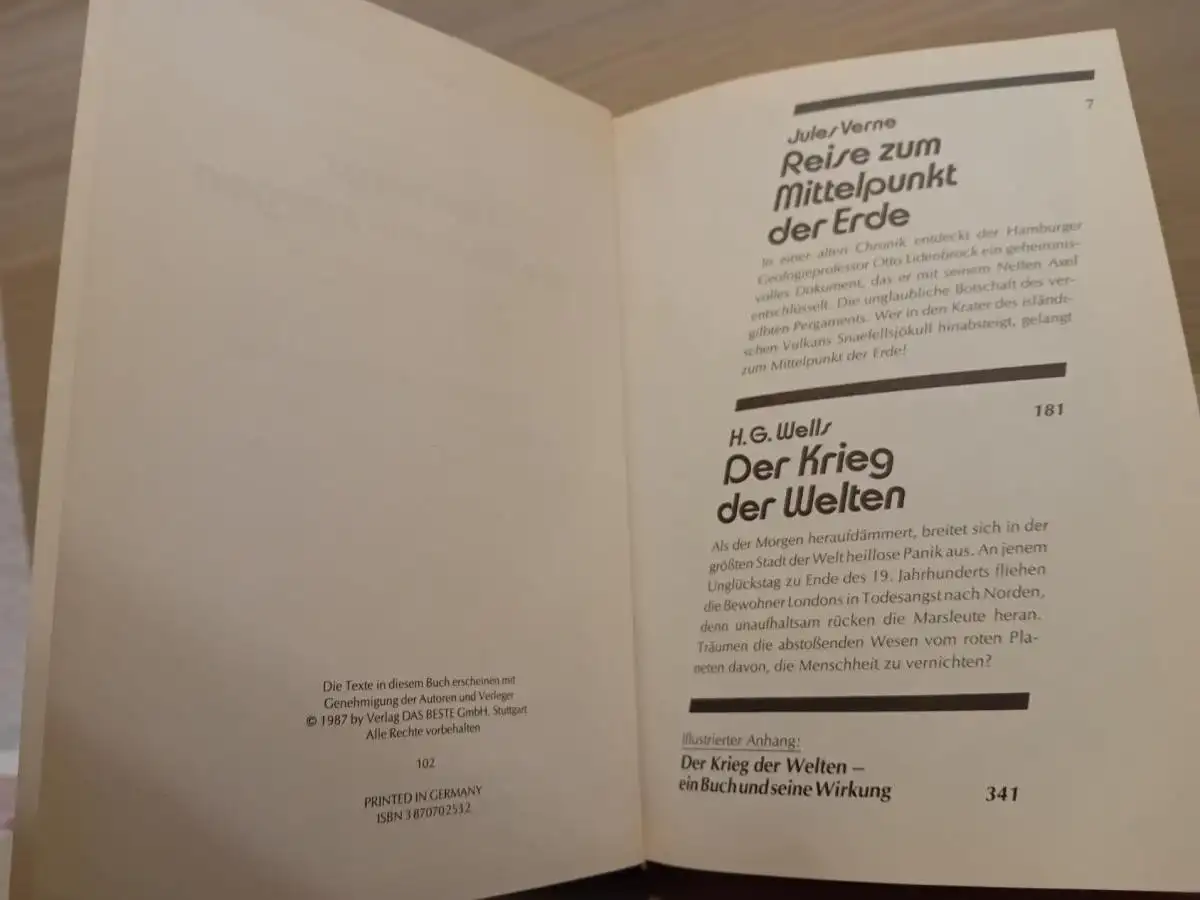 Die Texte in diesem Buch erscheinen mit
Genehmigung der Autoren und Verleger
© 1987 by Verlag DAS BESTE GmbH, Stuttgart
Alle Rechte vorbehalten
102
PRINTED IN GERMANY
ISBN 3 87070 253 2
7
Jules Verne
Reise zum
Mittelpunkt
der Erde
In einer alten Chronik entdeckt der Hamburger
Geologieprofessor Otto Lidenbrock ein geheimnis-
volles Dokument, das er mit seinem Neffen Axel
entschlüsselt. Die unglaubliche Botschaft des ver-
gilbten Pergaments. Wer in den Krater des isländi-
schen Vulkans Snaefellsjökull hinabsteigt, gelangt
zum Mittelpunkt der Erde!
181
H. G. Wells
Der Krieg
der Welten
Als der Morgen heraufdämmert, breitet sich in der
größten Stadt der Welt heillose Panik aus. An jenem
Unglückstag zu Ende des 19. Jahrhunderts fliehen
die Bewohner Londons in Todesangst nach Norden,
denn unaufhaltsam rücken die Marsleute heran.
Träumen die abstoßenden Wesen vom roten Pla-
neten davon, die Menschheit zu vernichten?
Illustrierter Anhang:
Der Krieg der Welten –
ein Buch und seine Wirkung 341